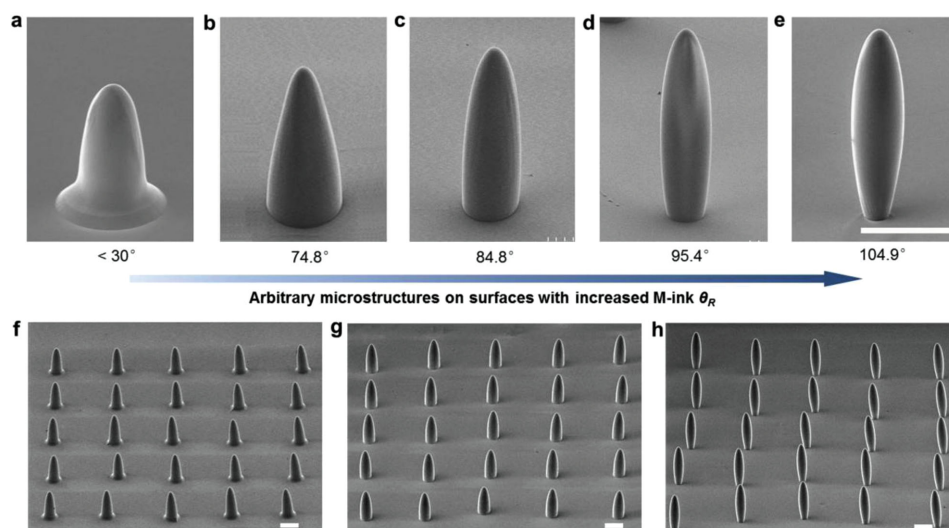 a b c d e
< 30° 74.8° 84.8° 95.4° 104.9°
Arbitrary microstructures on surfaces with increased M-ink θR
f g h